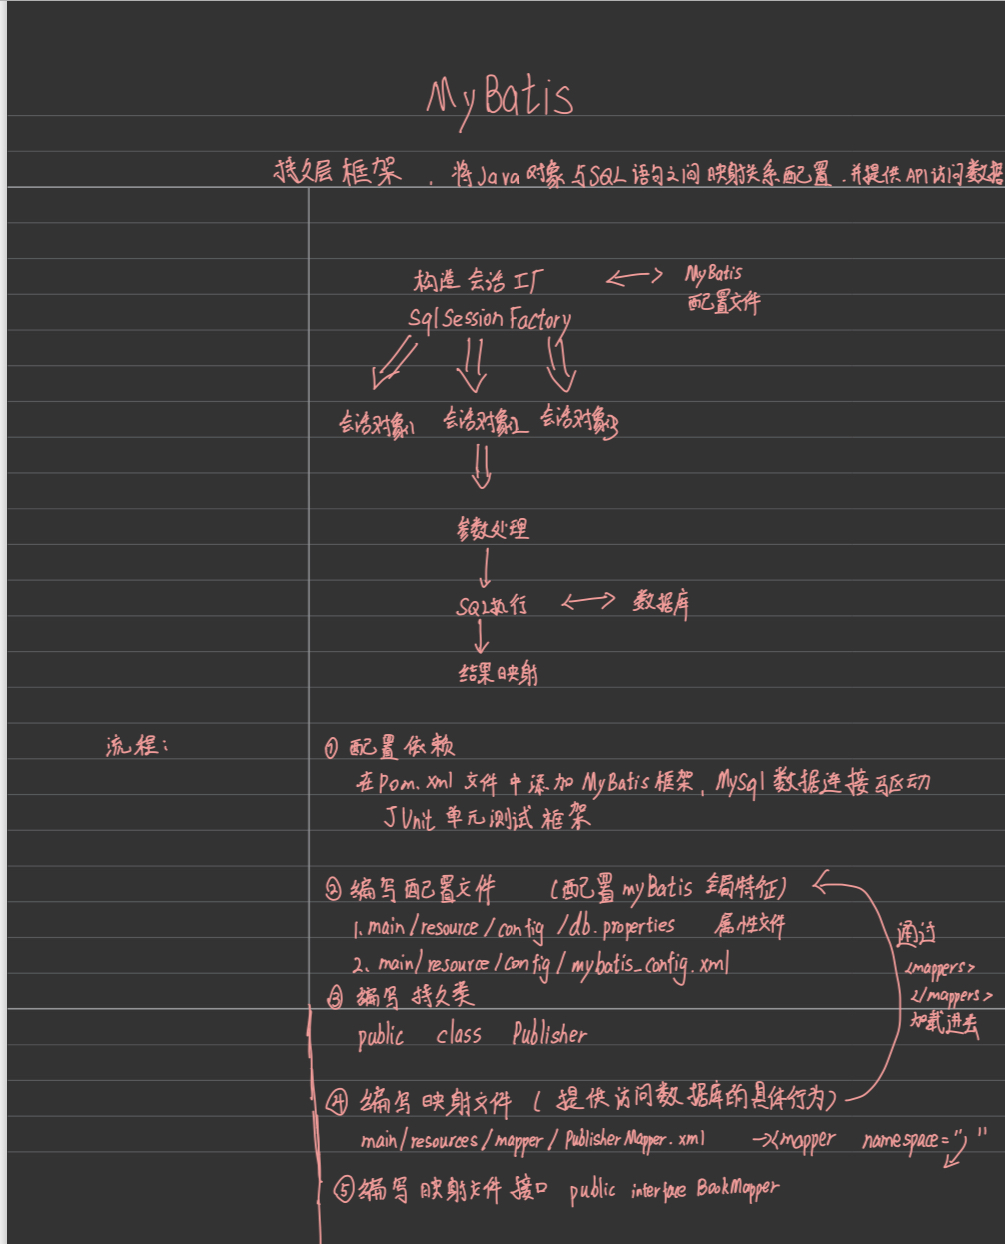 MyBatis
持久层框架 , 将Java对象与SQL语句之间映射关系配置.并提供API访问数据
构造会话工厂
MyBatis
配置文件
SqlSessionFactory
会话对象1 会话对象2 会话对象3
参数处理
SQL执行 数据库
结果映射
流程:
① 配置依赖
在pom.xml 文件中添加MyBatis框架, MySql数据连接驱动
JUnit 单元测试框架
② 编写配置文件 (配置myBatis 全局特征)
1. main/resource/config/db.properties 属性文件
2. main/resource/config/mybatis_config.xml
通过
<mappers>
</mappers>
加载进去
③ 编写 持久类
public class Publisher
④ 编写映射文件 (提供访问数据库的具体行为)
main/resources/mapper/PublisherMapper.xml →<mapper namespace=" "
⑤ 编写映射文件接口 public interface BookMapper